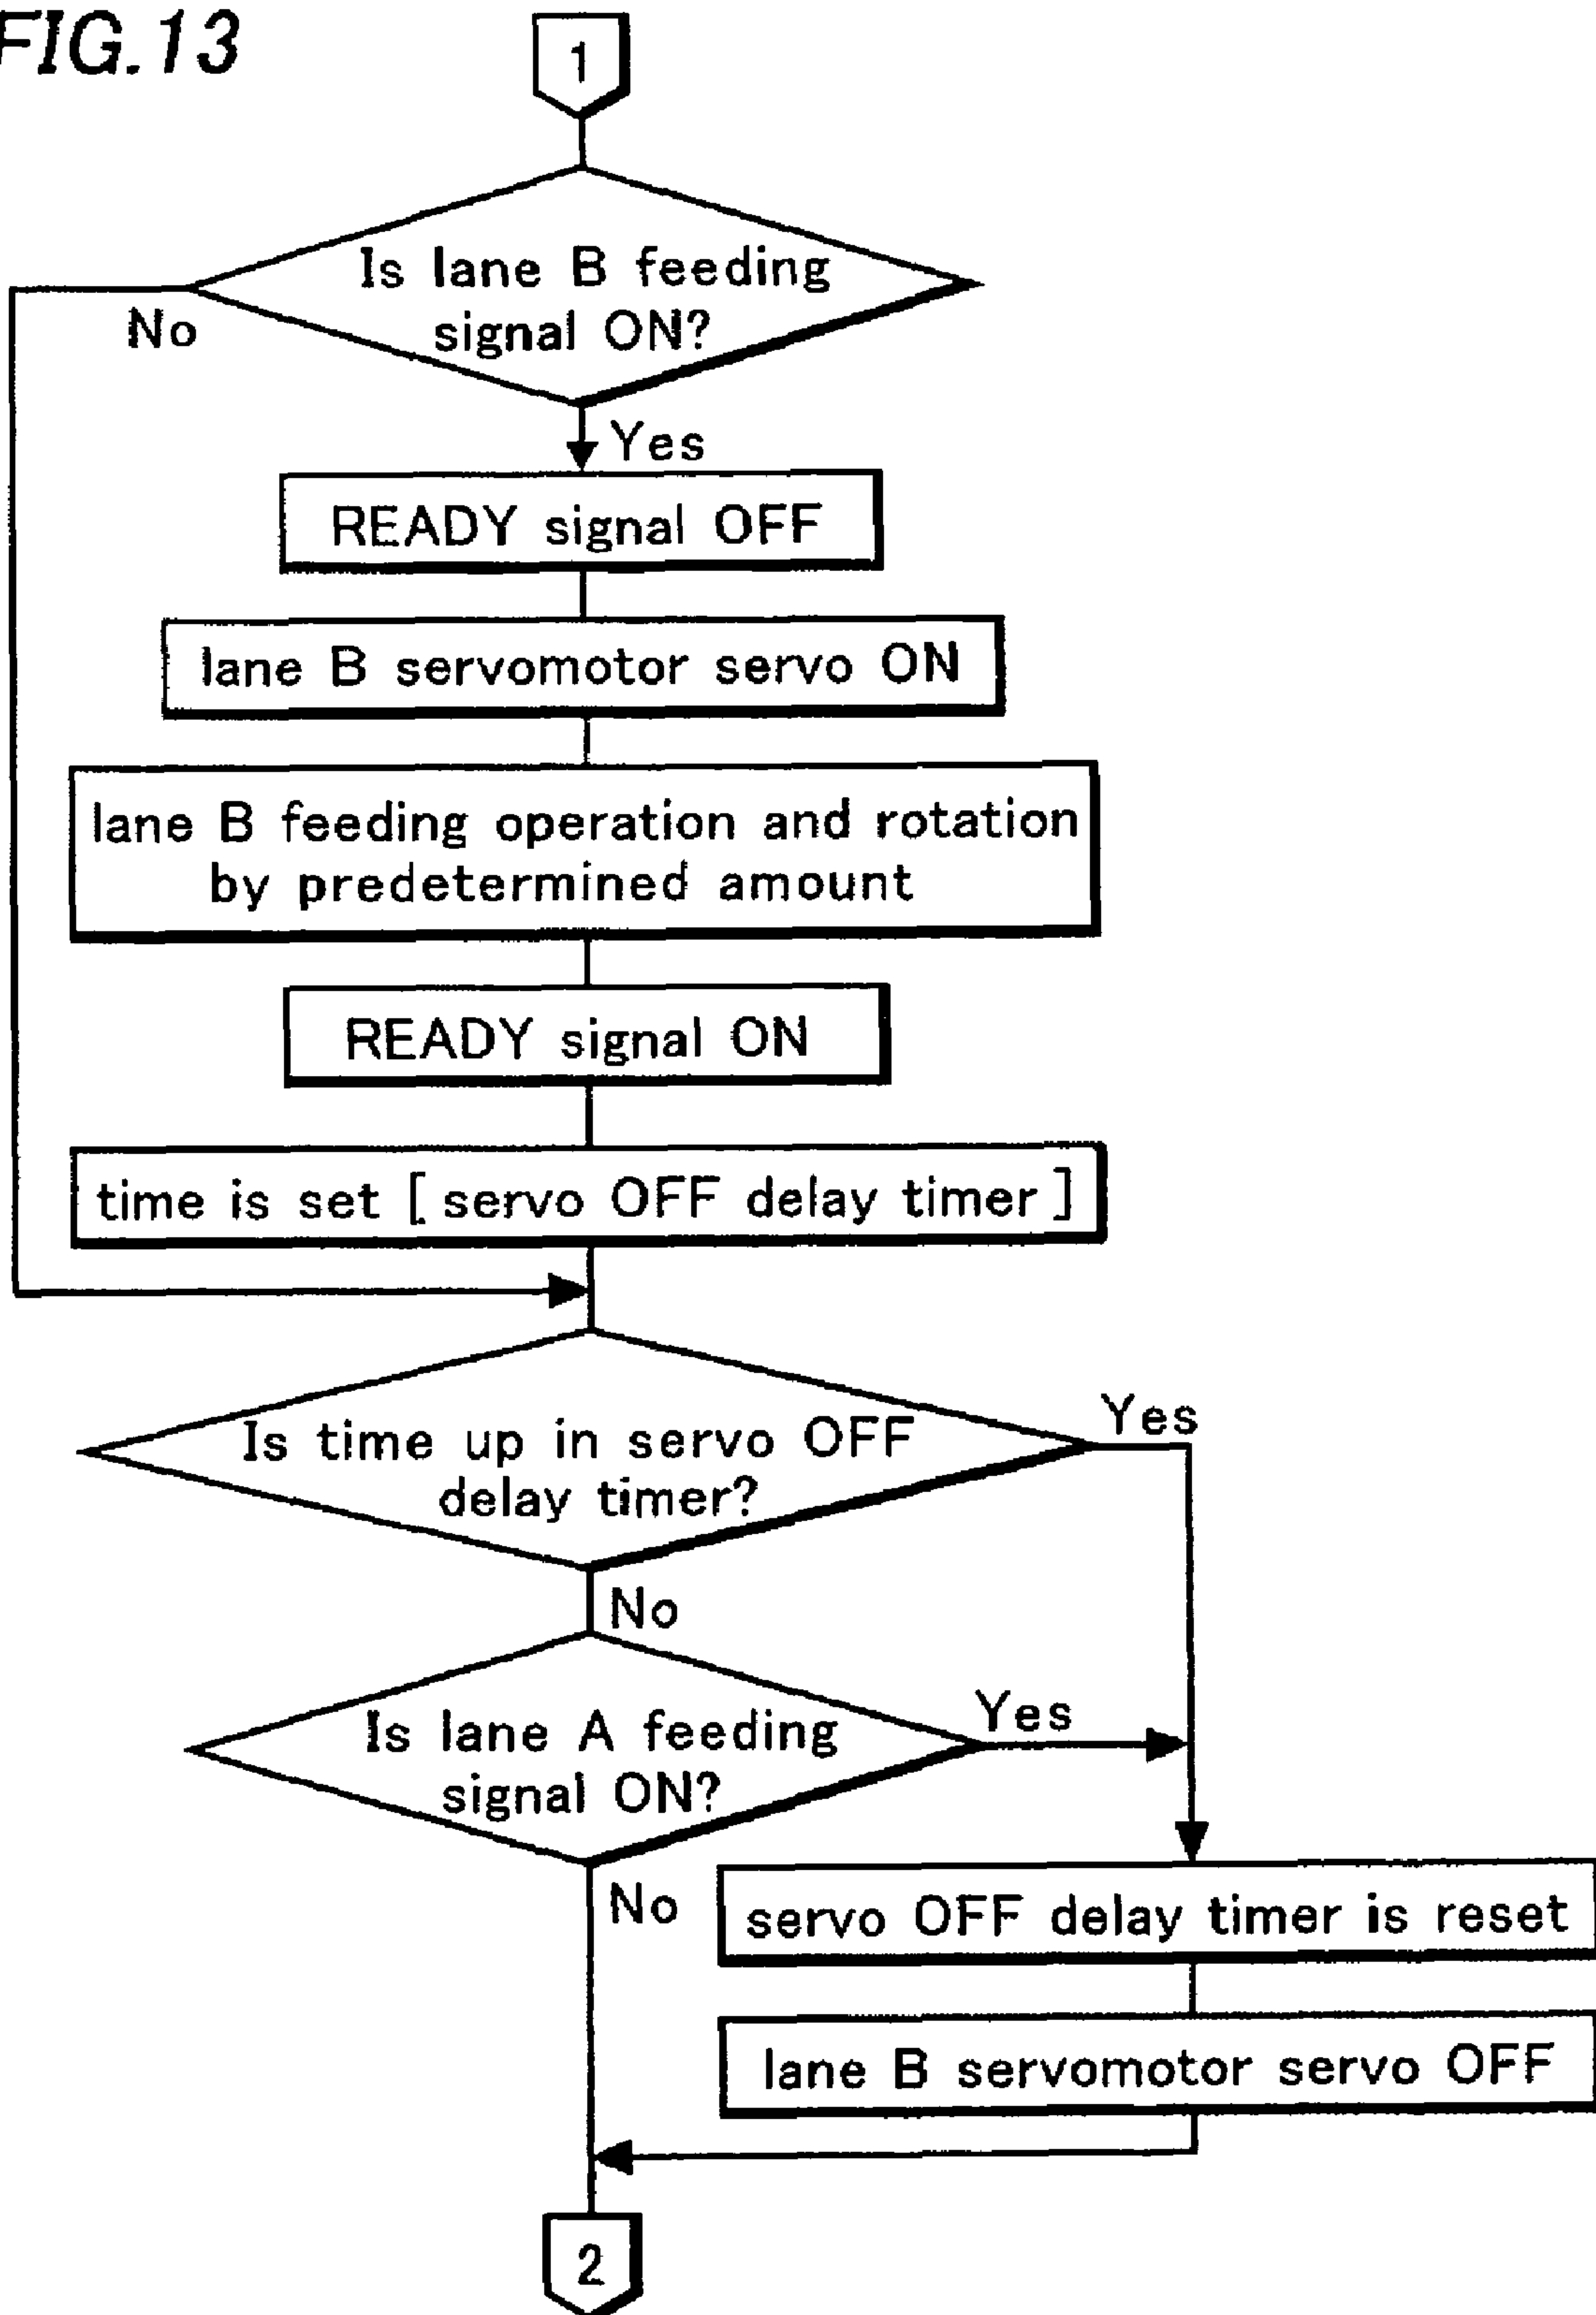 FIG.13
1
Is lane B feeding
signal ON?
No
Yes
READY signal OFF
lane B servomotor servo ON
lane B feeding operation and rotation
by predetermined amount
READY signal ON
time is set [ servo OFF delay timer ]
Is time up in servo OFF
delay timer?
Yes
No
Is lane A feeding
signal ON?
Yes
No
servo OFF delay timer is reset
lane B servomotor servo OFF
2